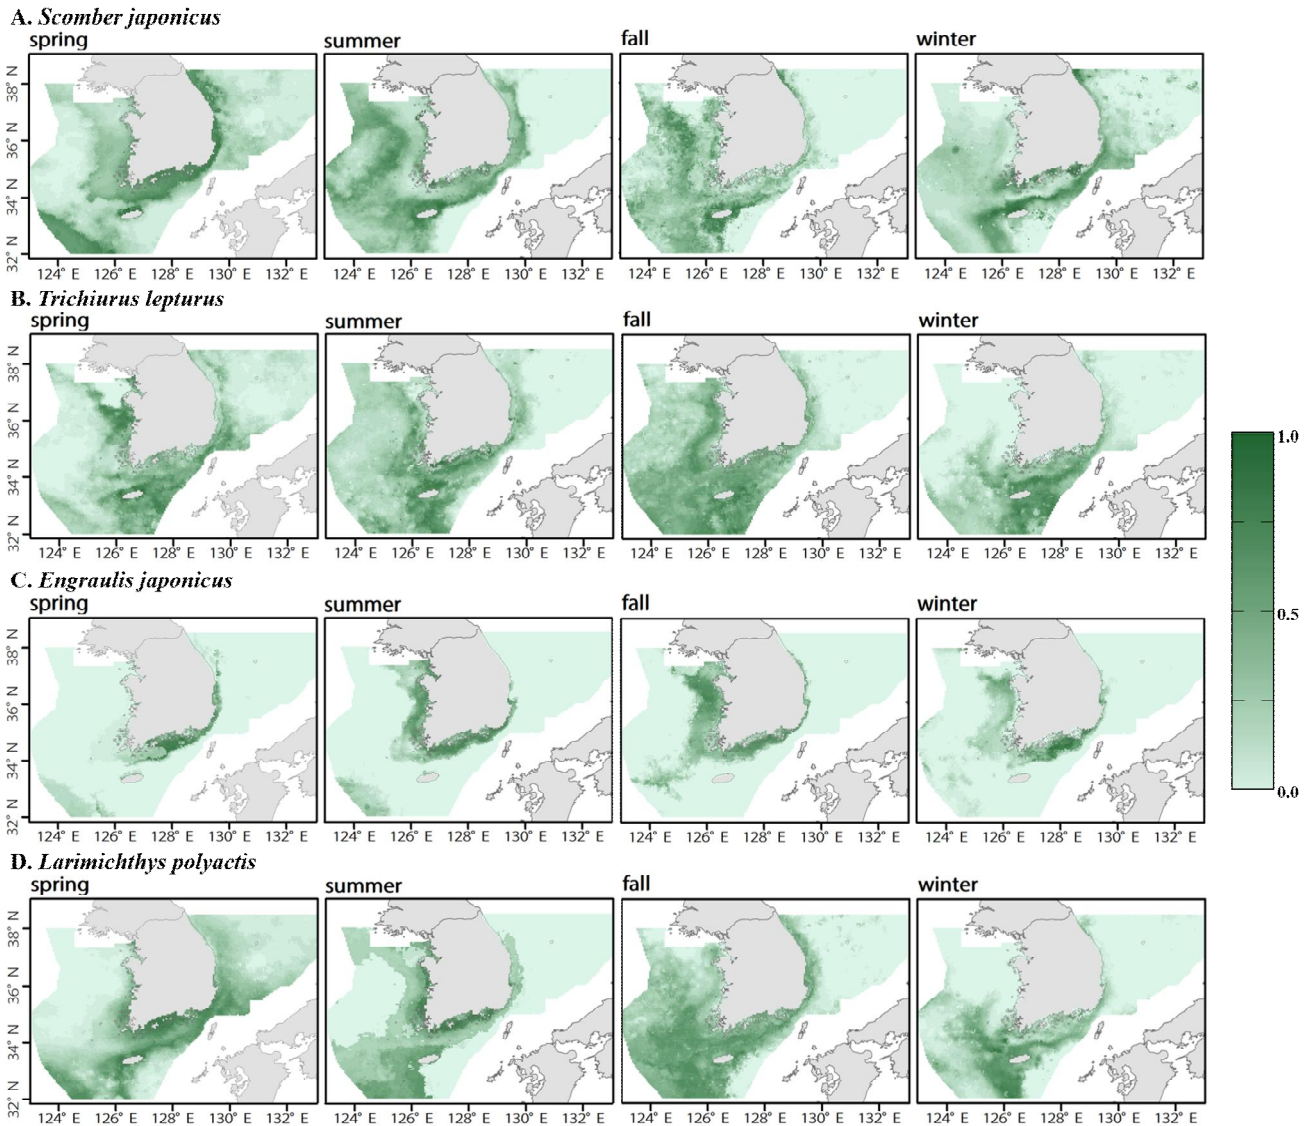 A. Scomber japonicus
spring summer fall winter
38° N
36° N
34° N
32° N
124° E 126° E 128° E 130° E 132° E 124° E 126° E 128° E 130° E 132° E 124° E 126° E 128° E 130° E 132° E 124° E 126° E 128° E 130° E 132° E
B. Trichiurus lepturus
spring summer fall winter
38° N
36° N
34° N
32° N
124° E 126° E 128° E 130° E 132° E 124° E 126° E 128° E 130° E 132° E 124° E 126° E 128° E 130° E 132° E 124° E 126° E 128° E 130° E 132° E
1.0
0.5
0.0
C. Engraulis japonicus
spring summer fall winter
38° N
36° N
34° N
32° N
124° E 126° E 128° E 130° E 132° E 124° E 126° E 128° E 130° E 132° E 124° E 126° E 128° E 130° E 132° E 124° E 126° E 128° E 130° E 132° E
D. Larimichthys polyactis
spring summer fall winter
38° N
36° N
34° N
32° N
124° E 126° E 128° E 130° E 132° E 124° E 126° E 128° E 130° E 132° E 124° E 126° E 128° E 130° E 132° E 124° E 126° E 128° E 130° E 132° E